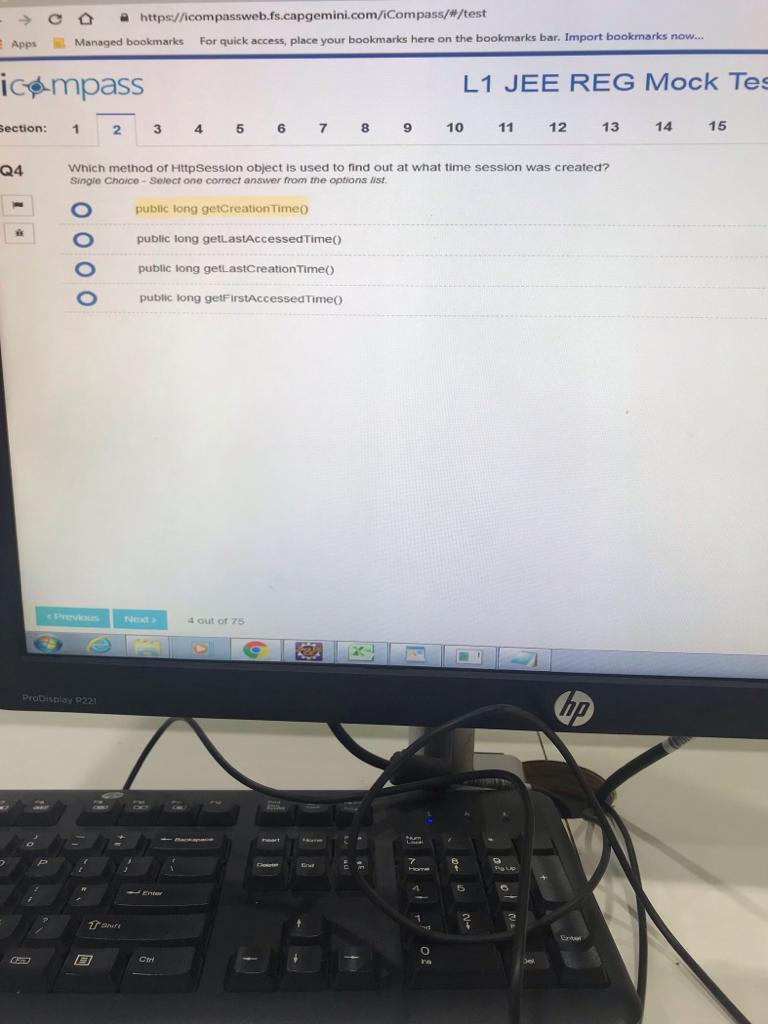 https://icompassweb.fs.capgemini.com/iCompass/#/test
Apps Managed bookmarks For quick access, place your bookmarks here on the bookmarks bar. Import bookmarks now...
icompass
L1 JEE REG Mock Tes
Section: 1 2 3 4 5 6 7 8 9 10 11 12 13 14 15
Q4 Which method of HttpSession object is used to find out at what time session was created?
Single Choice - Select one correct answer from the options list.
public long getCreationTime()
public long getLastAccessedTime()
public long getLastCreationTime()
public long getFirstAccessedTime()
< Previous Next > 4 out of 75
ProDisplay P221
hp
Backspace Insert Home Num Lock
Delete End 7 Home 8 9 Pg Up +
P Enter 4 5 6
Shift 1 2 3
Ctrl 0 Ins Del Enter